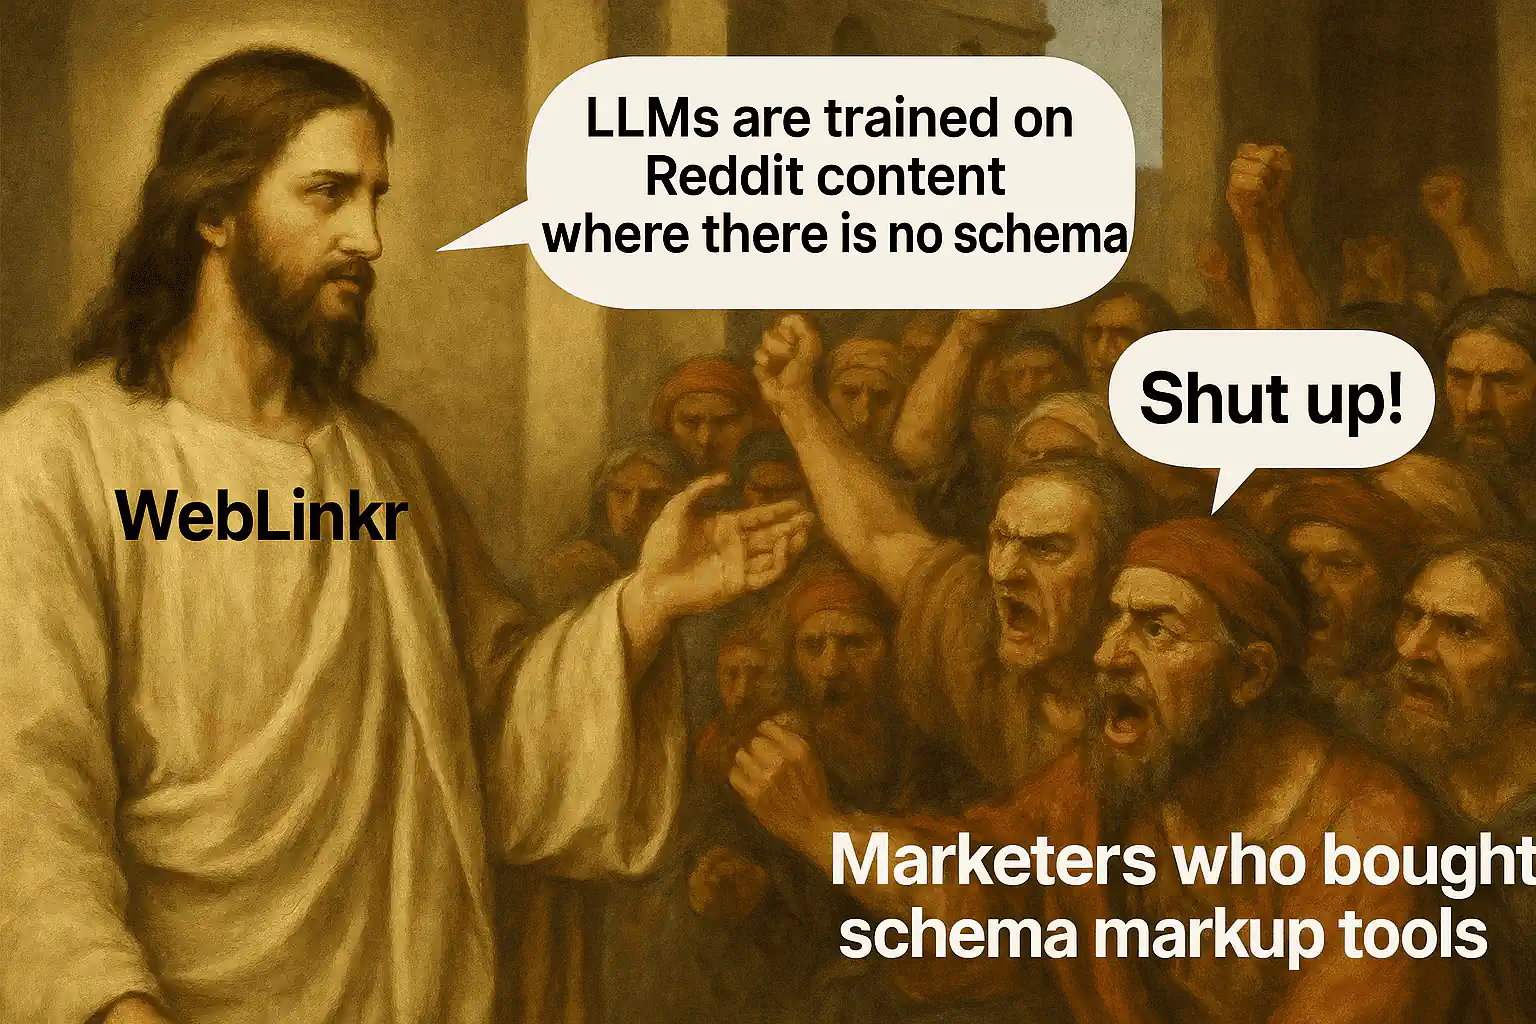 LLMs are trained on
Reddit content
where there is no schema
Shut up!
WebLinkr
Marketers who bought
schema markup tools